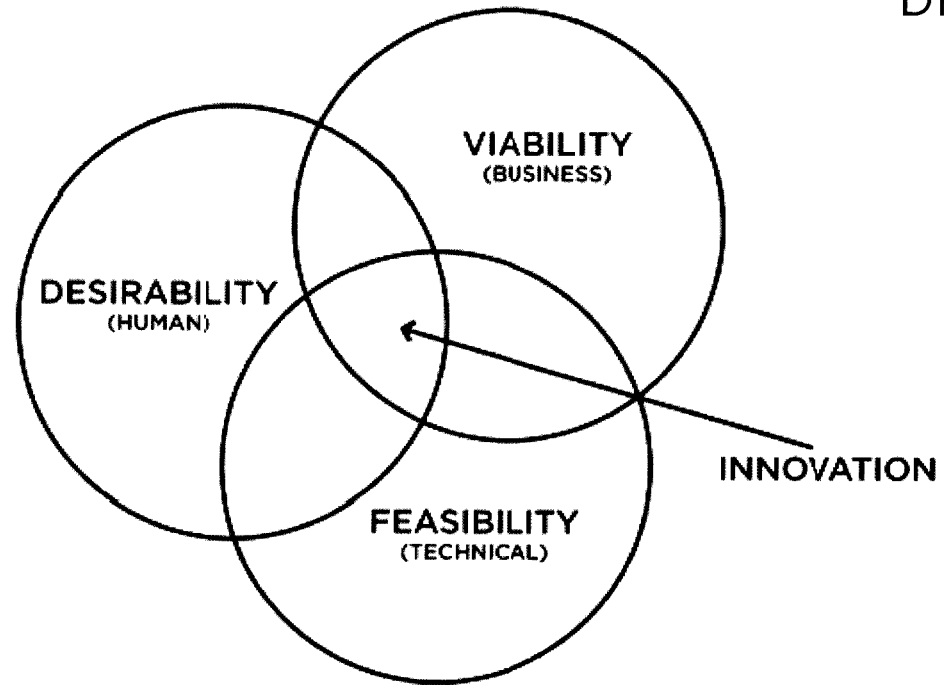 VIABILITY
(BUSINESS)
DESIRABILITY
(HUMAN)
INNOVATION
FEASIBILITY
(TECHNICAL)